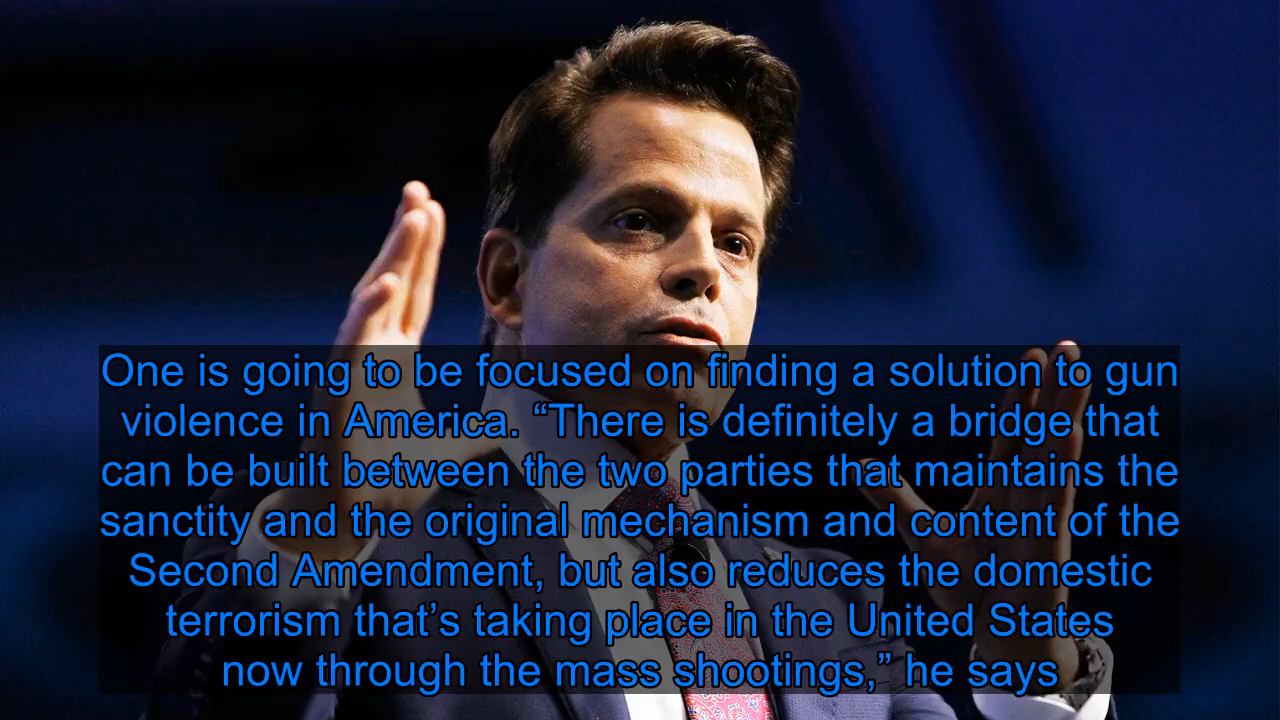 One is going to be focused on finding a solution to gun
violence in America. “There is definitely a bridge that
can be built between the two parties that maintains the
sanctity and the original mechanism and content of the
Second Amendment, but also reduces the domestic
terrorism that’s taking place in the United States
now through the mass shootings,” he says